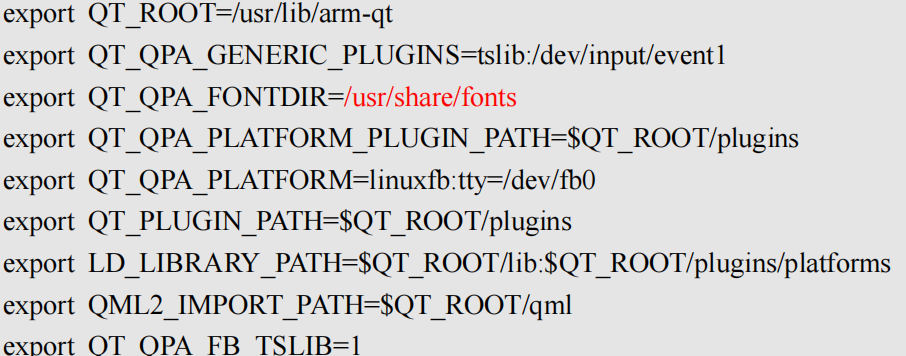 export QT_ROOT=/usr/lib/arm-qt
export QT_QPA_GENERIC_PLUGINS=tslib:/dev/input/event1
export QT_QPA_FONTDIR=/usr/share/fonts
export QT_QPA_PLATFORM_PLUGIN_PATH=$QT_ROOT/plugins
export QT_QPA_PLATFORM=linuxfb:tty=/dev/fb0
export QT_PLUGIN_PATH=$QT_ROOT/plugins
export LD_LIBRARY_PATH=$QT_ROOT/lib:$QT_ROOT/plugins/platforms
export QML2_IMPORT_PATH=$QT_ROOT/qml
export QT_QPA_FB_TSLIB=1